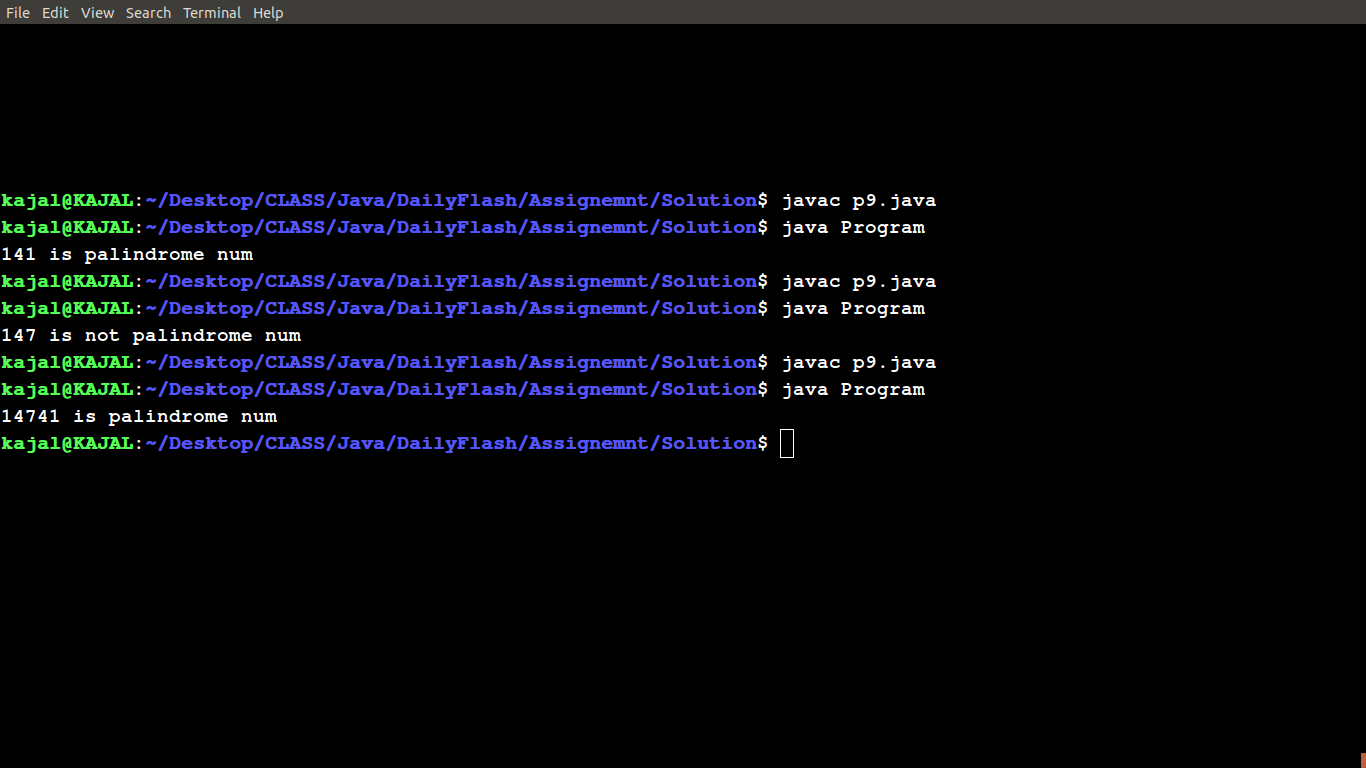 File Edit View Search Terminal Help
kajal@KAJAL:~/Desktop/CLASS/Java/DailyFlash/Assignemnt/Solution$ javac p9.java
kajal@KAJAL:~/Desktop/CLASS/Java/DailyFlash/Assignemnt/Solution$ java Program
141 is palindrome num
kajal@KAJAL:~/Desktop/CLASS/Java/DailyFlash/Assignemnt/Solution$ javac p9.java
kajal@KAJAL:~/Desktop/CLASS/Java/DailyFlash/Assignemnt/Solution$ java Program
147 is not palindrome num
kajal@KAJAL:~/Desktop/CLASS/Java/DailyFlash/Assignemnt/Solution$ javac p9.java
kajal@KAJAL:~/Desktop/CLASS/Java/DailyFlash/Assignemnt/Solution$ java Program
14741 is palindrome num
kajal@KAJAL:~/Desktop/CLASS/Java/DailyFlash/Assignemnt/Solution$